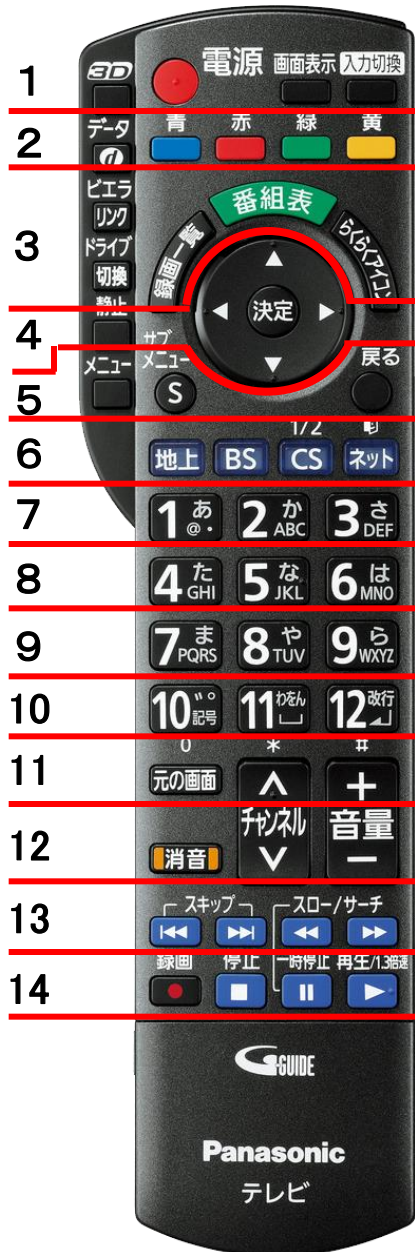 1 3D 電源 画面表示 入力切換
2 データ d 青 赤 緑 黄
ビエラ リンク 番組表
3 録画一覧 らくらくアイコン
ドライブ 切換 決定
4 静止
5 メニュー サブメニュー S 戻る
1/2
6 地上 BS CS ネット
7 1 あ @. 2 か ABC 3 さ DEF
8 4 た GHI 5 な JKL 6 は MNO
9 7 ま PQRS 8 や TUV 9 ら WXYZ
10 10 ゛゜ 記号 11 わをん 12 改行
0 * #
11 元の画面 + 
チャンネル 音量
12 消音 −
13 スキップ スロー/サーチ
14 録画 停止 一時停止 再生/1.3倍速
G-GUIDE
Panasonic
テレビ